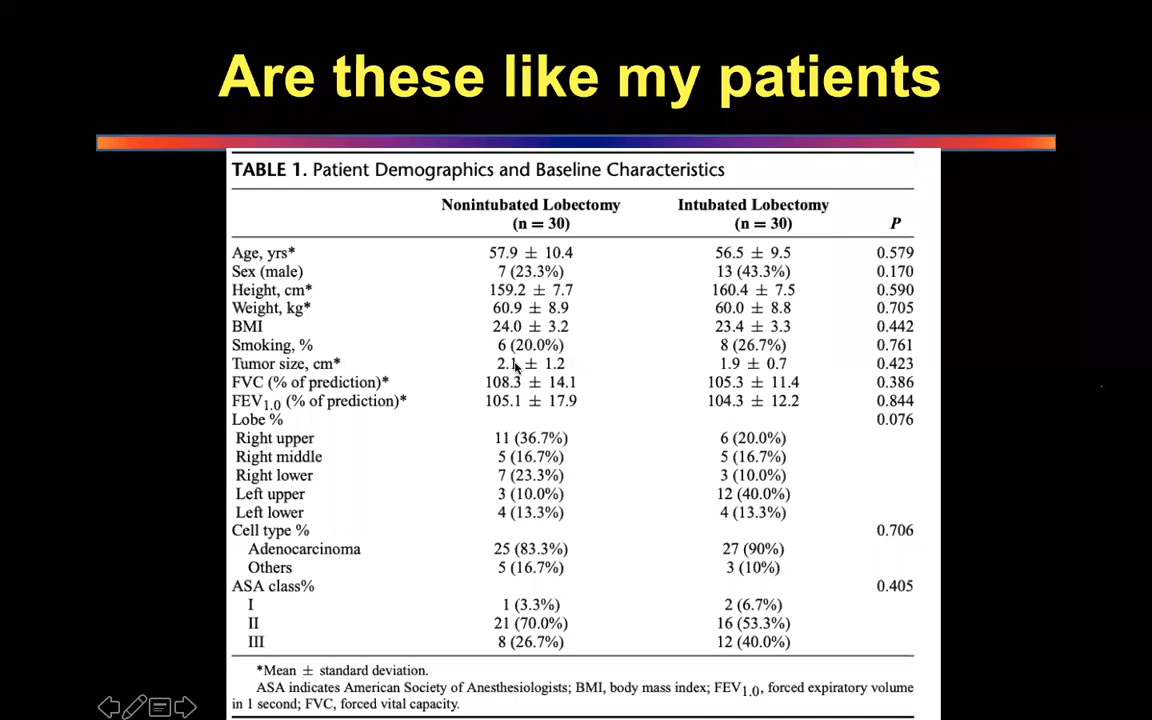 Are these like my patients
TABLE 1. Patient Demographics and Baseline Characteristics
Nonintubated Lobectomy Intubated Lobectomy
(n = 30) (n = 30) P
Age, yrs* 57.9 ± 10.4 56.5 ± 9.5 0.579
Sex (male) 7 (23.3%) 13 (43.3%) 0.170
Height, cm* 159.2 ± 7.7 160.4 ± 7.5 0.590
Weight, kg* 60.9 ± 8.9 60.0 ± 8.8 0.705
BMI 24.0 ± 3.2 23.4 ± 3.3 0.442
Smoking, % 6 (20.0%) 8 (26.7%) 0.761
Tumor size, cm* 2.1 ± 1.2 1.9 ± 0.7 0.423
FVC (% of prediction)* 108.3 ± 14.1 105.3 ± 11.4 0.386
FEV1.0 (% of prediction)* 105.1 ± 17.9 104.3 ± 12.2 0.844
Lobe % 0.076
Right upper 11 (36.7%) 6 (20.0%)
Right middle 5 (16.7%) 5 (16.7%)
Right lower 7 (23.3%) 3 (10.0%)
Left upper 3 (10.0%) 12 (40.0%)
Left lower 4 (13.3%) 4 (13.3%)
Cell type % 0.706
Adenocarcinoma 25 (83.3%) 27 (90%)
Others 5 (16.7%) 3 (10%)
ASA class% 0.405
I 1 (3.3%) 2 (6.7%)
II 21 (70.0%) 16 (53.3%)
III 8 (26.7%) 12 (40.0%)
*Mean ± standard deviation.
ASA indicates American Society of Anesthesiologists; BMI, body mass index; FEV1.0, forced expiratory volume
in 1 second; FVC, forced vital capacity.